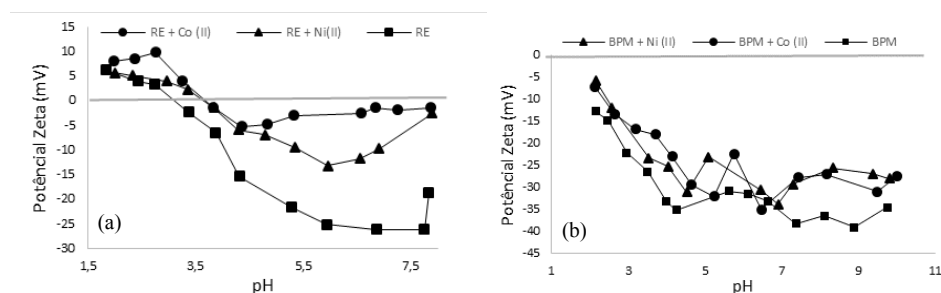 RE + Co (II) RE + Ni(II) RE
Potêncial Zeta (mV)
15
10
5
0
-5
-10
-15
-20
-25
-30
(a)
1,5 3,5 5,5 7,5
pH
BPM + Ni (II) BPM + Co (II) BPM
Potêncial Zeta (mV)
0
-5
-10
-15
-20
-25
-30
-35
-40
-45
(b)
1 3 5 7 9 11
pH